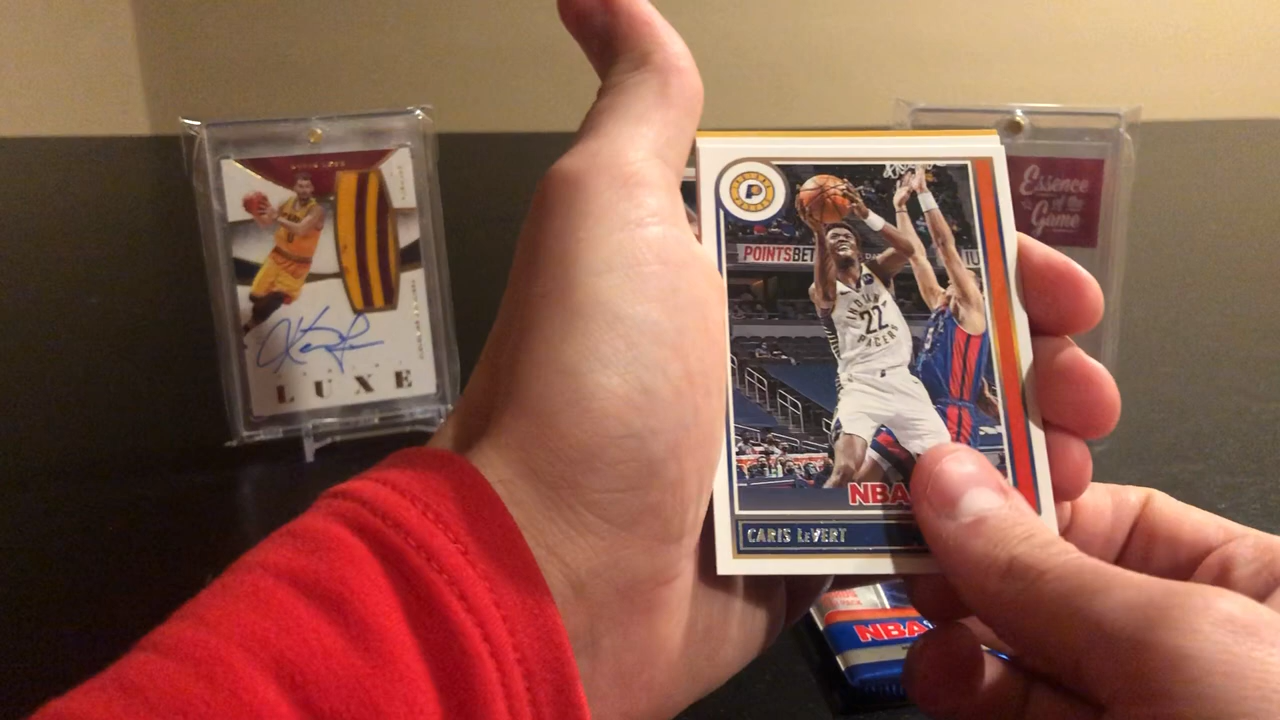 Essence
of the
Game
POINTSBET
INDIANA
22
PACERS
NBA
CARIS LeVERT
LUXE
NBA